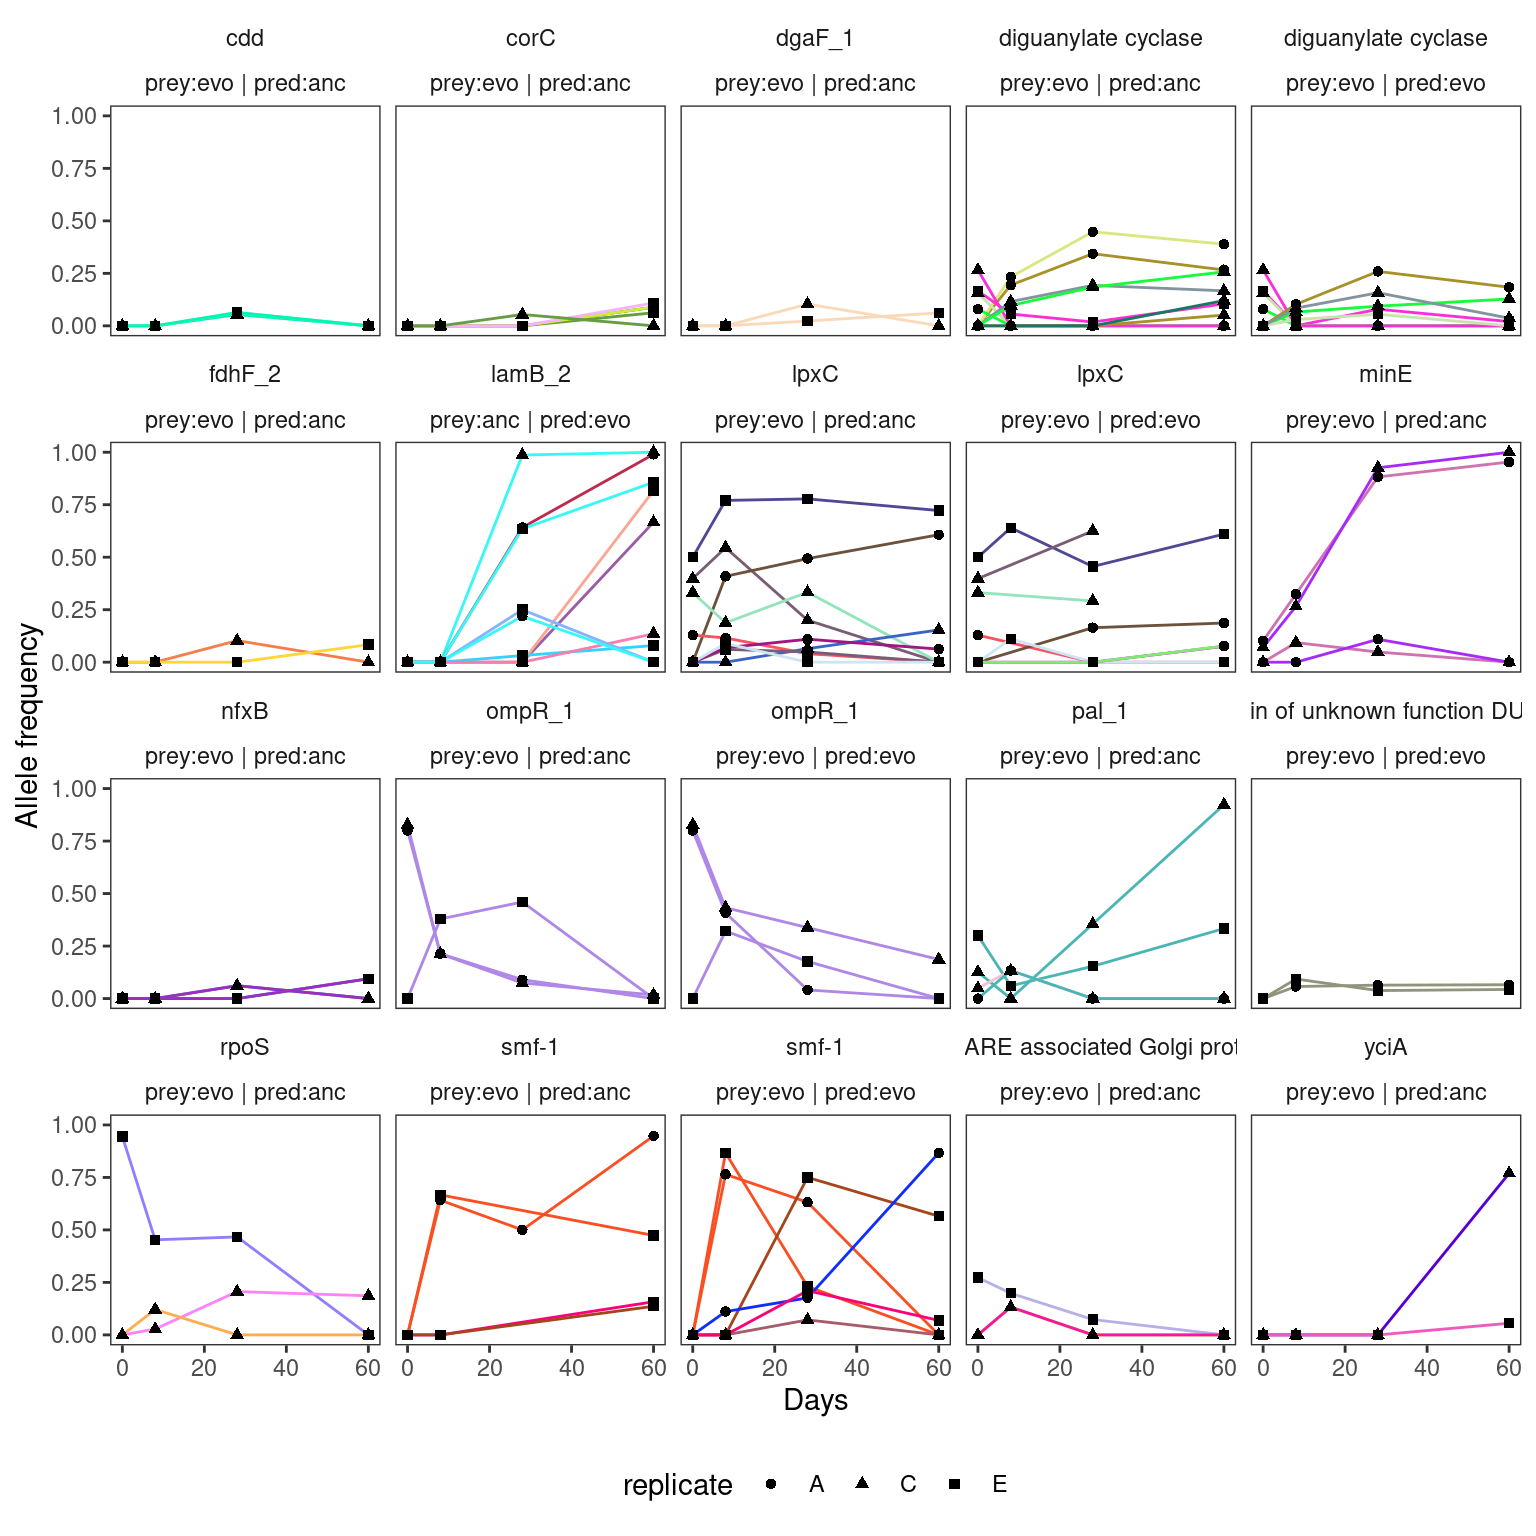 cdd corC dgaF_1 diguanylate cyclase diguanylate cyclase
prey:evo | pred:anc prey:evo | pred:anc prey:evo | pred:anc prey:evo | pred:anc prey:evo | pred:evo
1.00
0.75
0.50
0.25
0.00
fdhF_2 lamB_2 lpxC lpxC minE
prey:evo | pred:anc prey:anc | pred:evo prey:evo | pred:anc prey:evo | pred:evo prey:evo | pred:anc
1.00
0.75
0.50
0.25
0.00
Allele frequency
nfxB ompR_1 ompR_1 pal_1 in of unknown function DU
prey:evo | pred:anc prey:evo | pred:anc prey:evo | pred:evo prey:evo | pred:anc prey:evo | pred:evo
1.00
0.75
0.50
0.25
0.00
rpoS smf-1 smf-1 ARE associated Golgi prot yciA
prey:evo | pred:anc prey:evo | pred:anc prey:evo | pred:evo prey:evo | pred:anc prey:evo | pred:anc
1.00
0.75
0.50
0.25
0.00
0 20 40 60 0 20 40 60 0 20 40 60 0 20 40 60 0 20 40 60
Days
replicate A C E